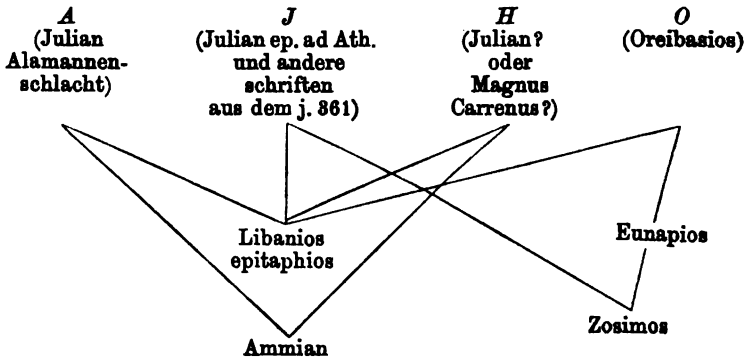 A J H O
(Julian (Julian ep. ad Ath. (Julian? (Oreibasios)
Alamannen- und andere oder
schlacht) schriften Magnus
aus dem j. 361) Carrenus?)
Libanios
epitaphios
Eunapios
Zosimos
Ammian